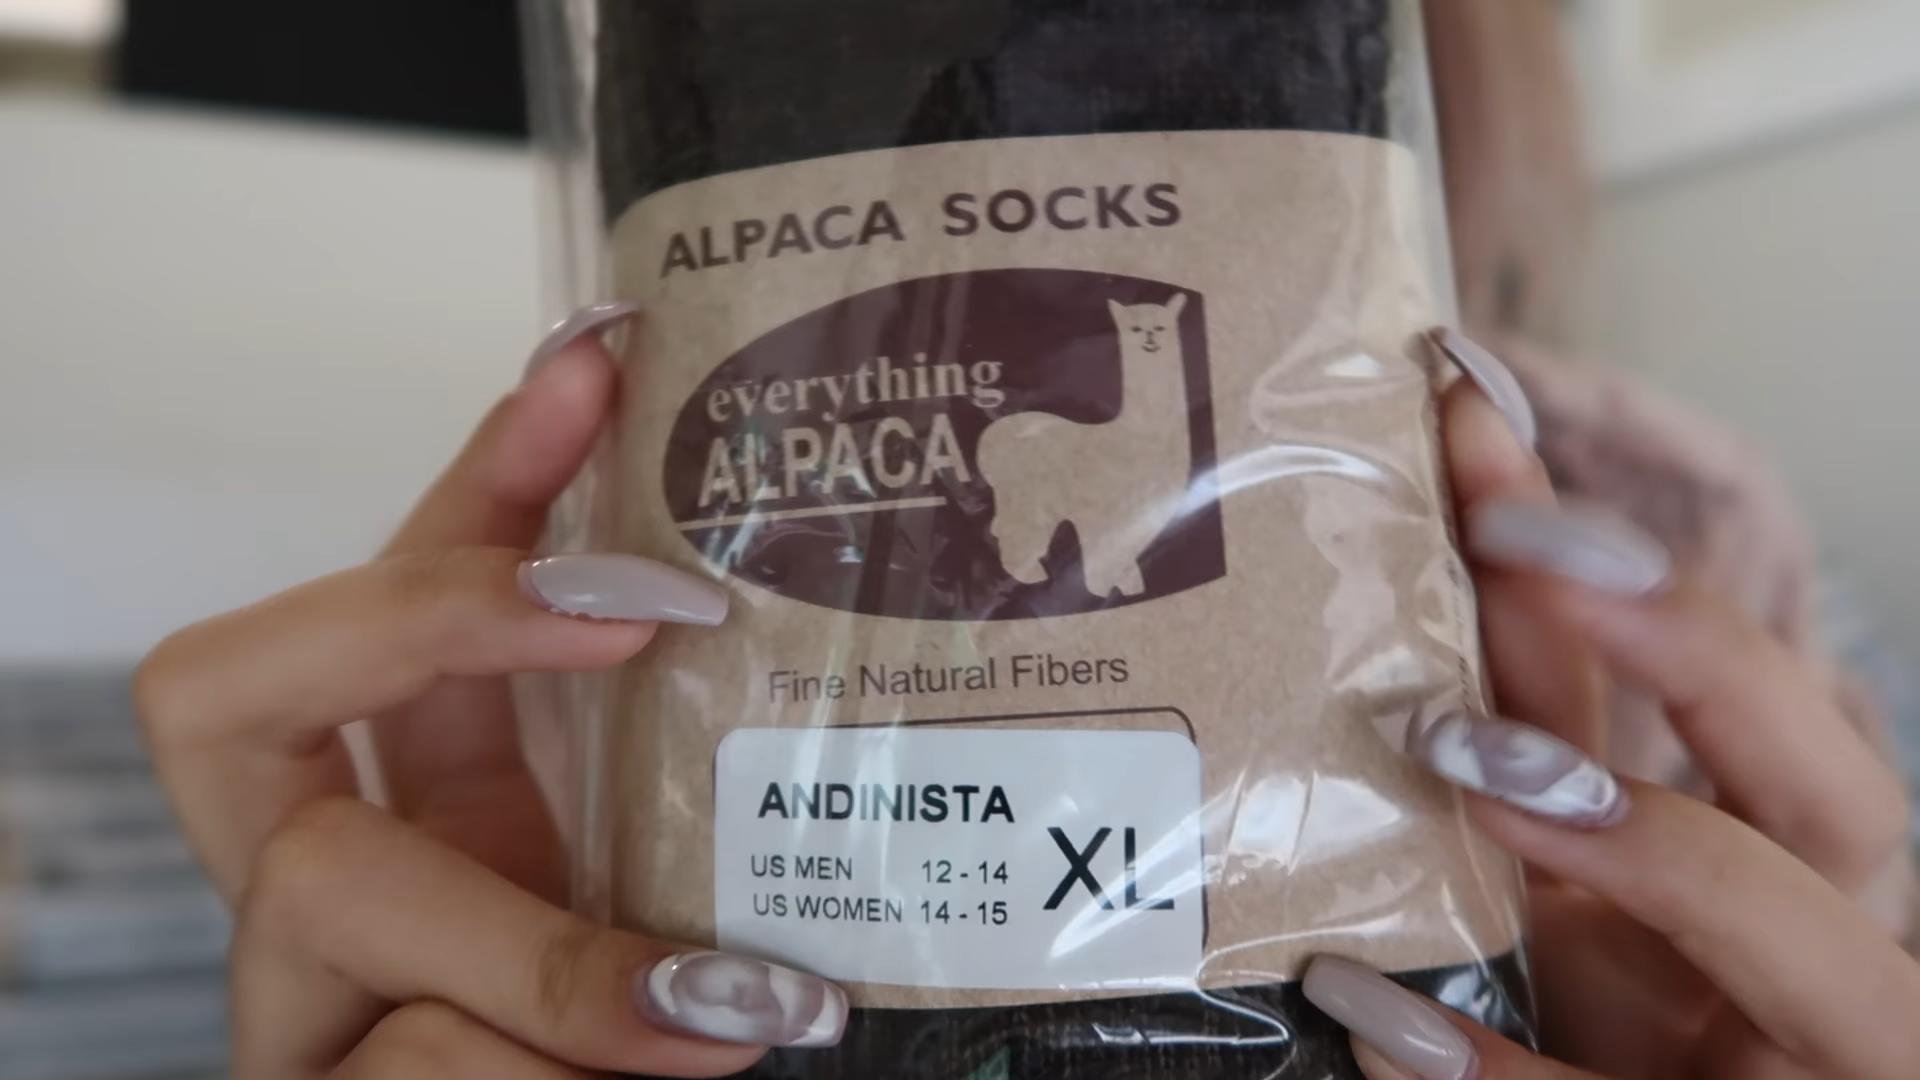 ALPACA SOCKS
everything
ALPACA
Fine Natural Fibers
ANDINISTA
US MEN 12 - 14
US WOMEN 14 - 15
XL